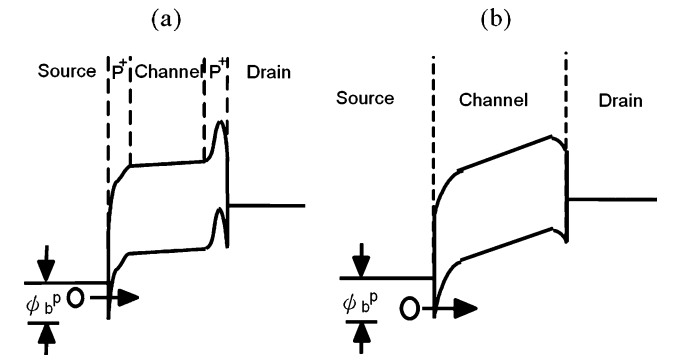 (a) (b)
Source P+ Channel P+ Drain
Source Channel Drain
ϕbp ϕbp